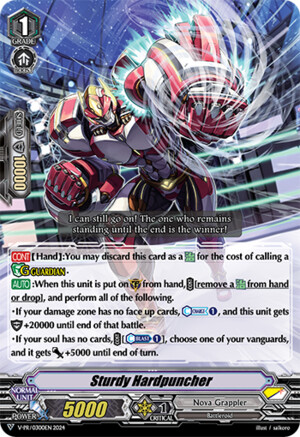 1
GRADE
BOOST
SHIELD
10000
I can still go on! The one who remains
standing until the end is the winner!
CONT [Hand]:You may discard this card as a for the cost of calling a
G GUARDIAN.
AUTO :When this unit is put on from hand, [remove a from hand
or drop], and perform all of the following.
·If your damage zone has no face up cards, CHARGE 1, and this unit gets
+20000 until end of that battle.
·If your soul has no cards, [BLAST 1], choose one of your vanguards,
and it gets +5000 until end of turn.
Sturdy Hardpuncher
NORMAL
UNIT
POWER
5000
1
CRITICAL
Nova Grappler
Battleroid
V-PR/0300EN 2024
Illust / saikoro